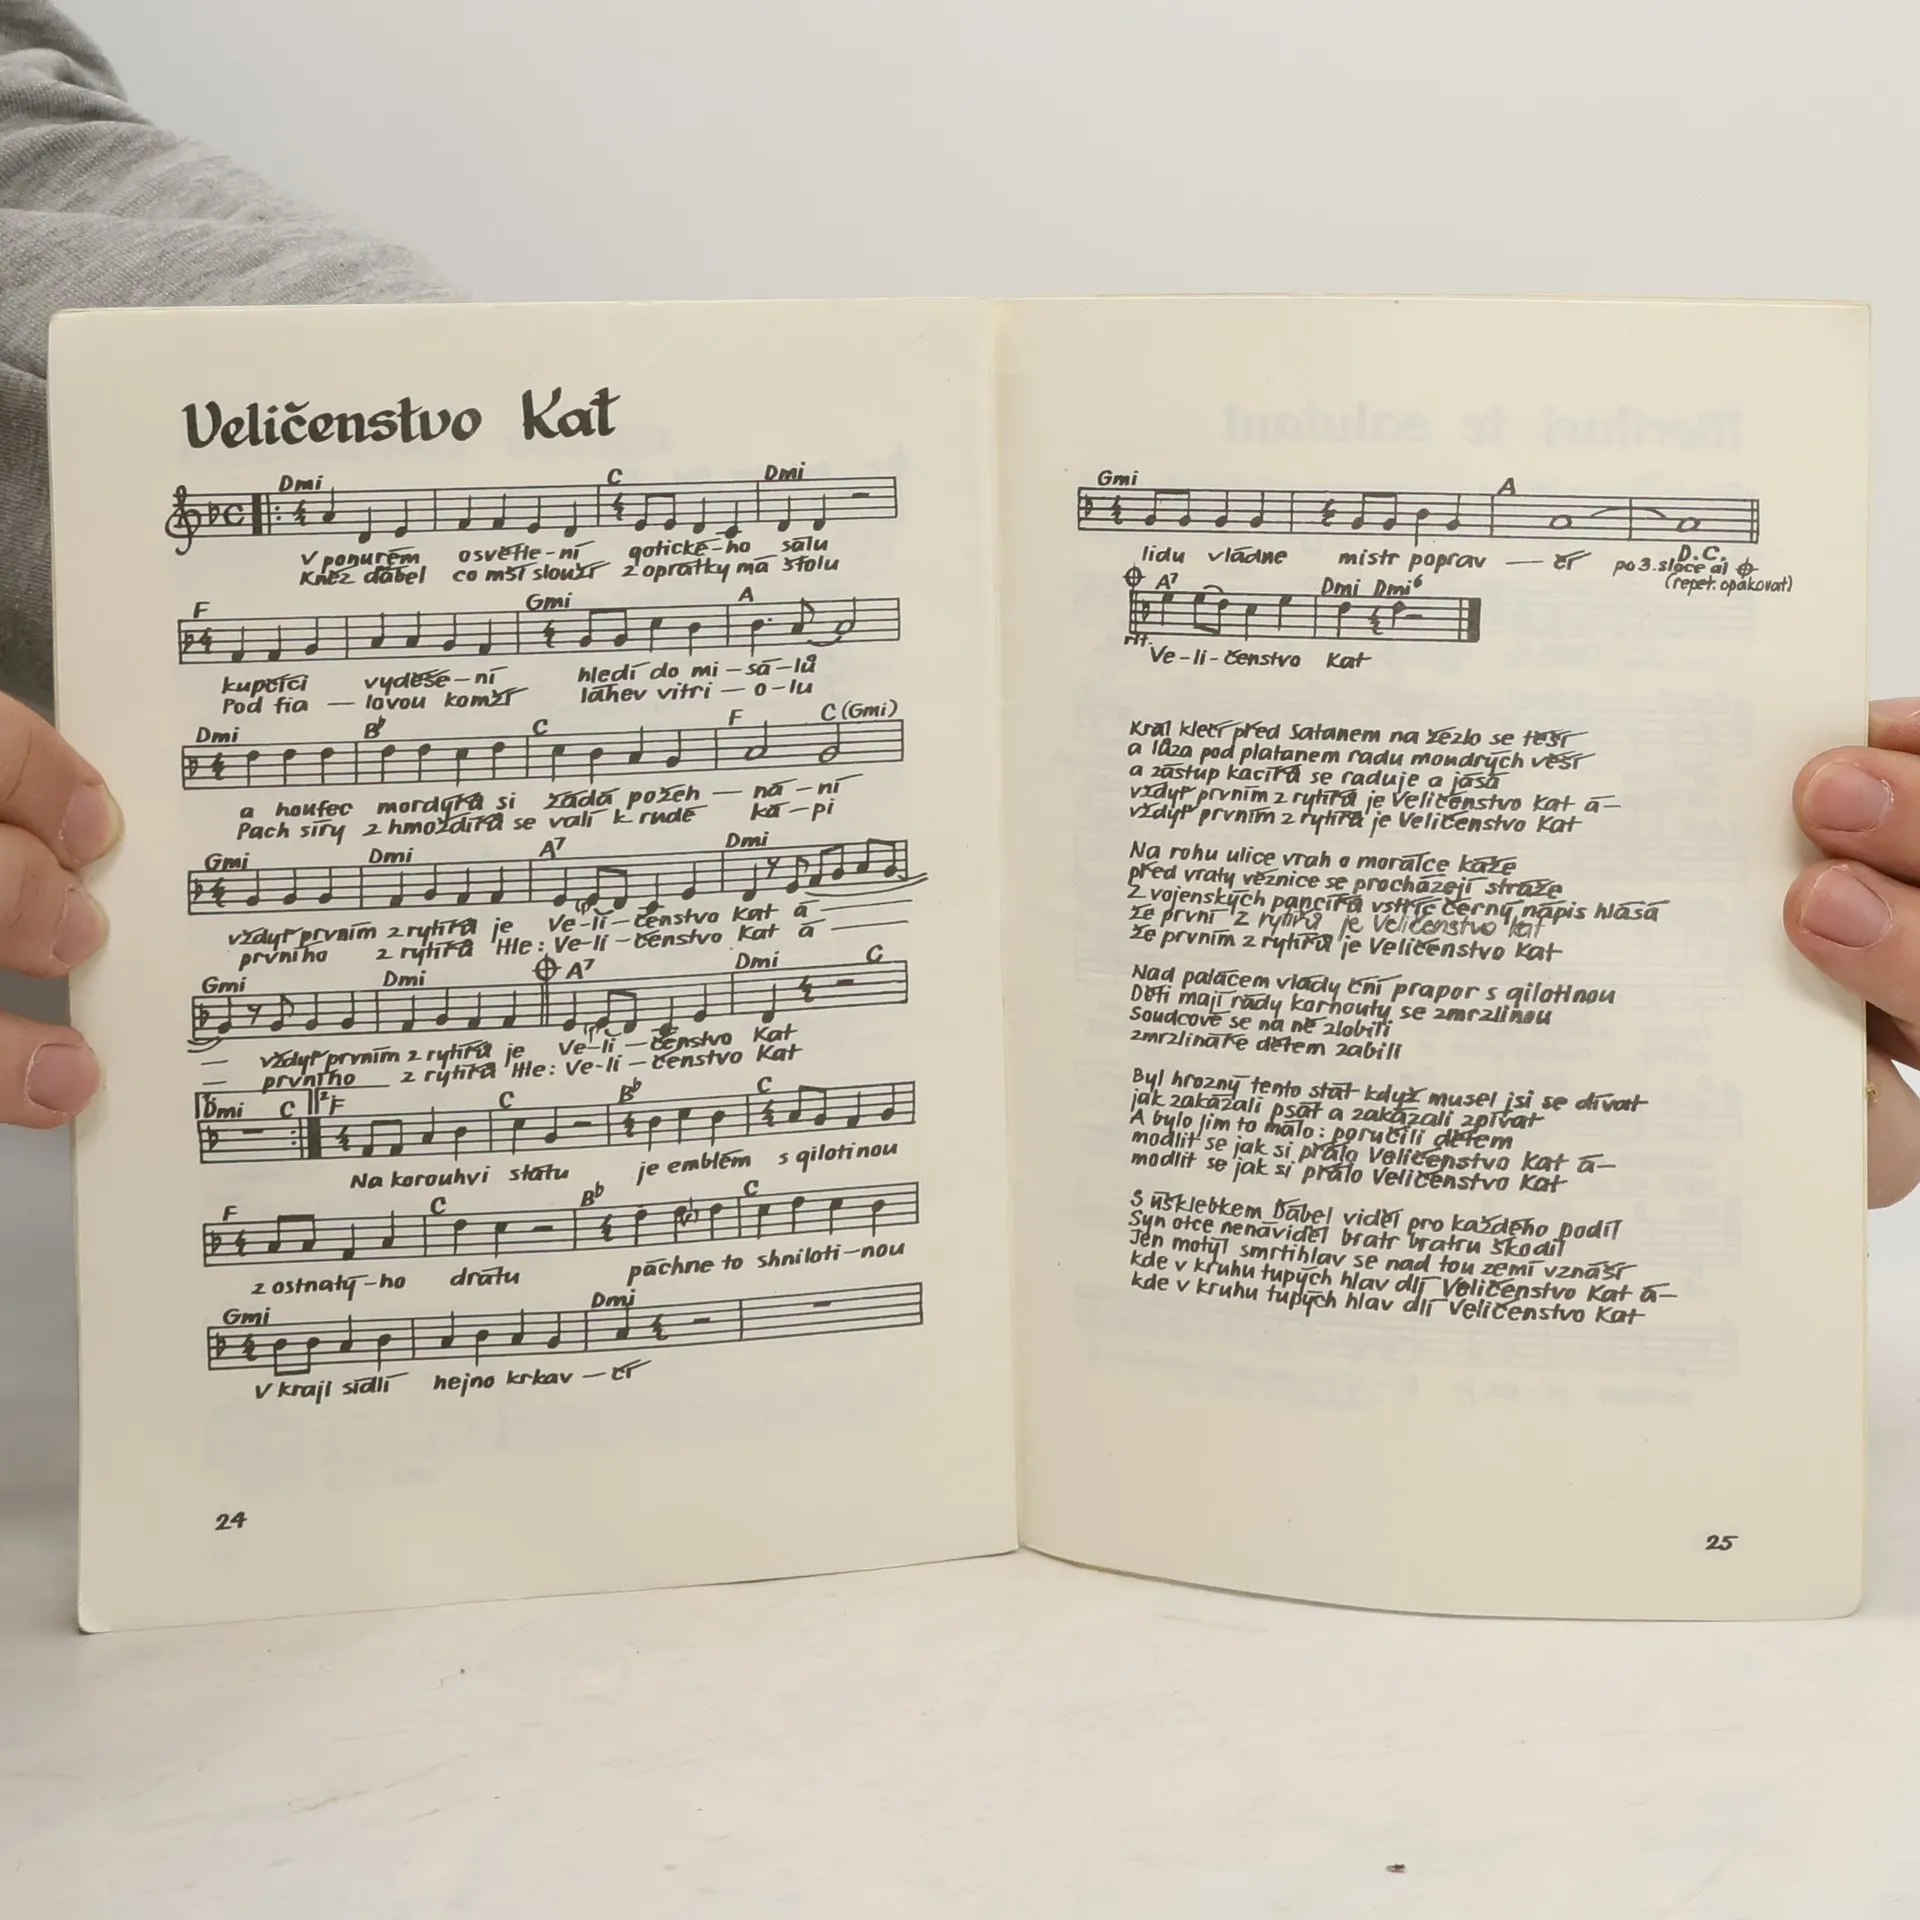 Veličenstvo Kat
Dmi C Dmi
V ponurém osvětle-ní gotické-ho sálu
Kněz ďábel co mši slouží z oprátky má štolu
F Gmi A
kupčíci vyděše-ní hledí do mi-sá-lů
Pod fia — lovou komží láhev vitri — o-lu
Dmi B♭ C F C (Gmi)
a houfec mordýřů si žádá požeh — ná-ní
Pach síry z hmoždířů se valí k rudé ká-pi
Gmi Dmi A7 Dmi
vždyť prvním z rytířů je Ve-li-čenstvo Kat á
prvního z rytířů Hle: Ve-li-čenstvo Kat á
Gmi Dmi A7 Dmi C
— vždyť prvním z rytířů je Ve-li-čenstvo Kat
— prvního z rytířů Hle: Ve-li-čenstvo Kat
1. Dmi C 2. F C B♭ C
Na korouhvi státu je emblém s gilotinou
F C B♭ C
z ostnatý-ho drátu páchne to shniloti-nou
Gmi Dmi
V kraji sídlí hejno krkav — čí
24
Gmi A
lidu vládne mistr poprav — čí po 3. sloce al
D.C.
(repet. opakovat)
A7 Dmi Dmi6
rit.
Ve-li-čenstvo Kat
Král klečí před Satanem na žezlo se těší
a lůza pod platanem radu moudrých věší
a zástup kacířů se raduje a jásá
vždyť prvním z rytířů je Veličenstvo Kat á—
vždyť prvním z rytířů je Veličenstvo Kat
Na rohu ulice vrah o morálce káže
před vraty věznice se procházejí stráže
Z vojenských pancířů vstříc černý nápis hlásá
že první z rytířů je Veličenstvo kat
že prvním z rytířů je Veličenstvo Kat
Nad palácem vlády ční prapor s gilotinou
Děti mají rády kornouty se zmrzlinou
Soudcové se na ně zlobili
zmrzlináře dětem zabili
Byl hrozný tento stát když musel jsi se dívat
jak zakázali psát a zakázali zpívat
A bylo jim to málo: poručili dětem
modlit se jak si přálo Veličenstvo Kat á—
modlit se jak si přálo Veličenstvo Kat
S úšklebkem Ďábel viděl pro každého podíl
Syn otce nenáviděl bratr bratru škodil
Jen motýl smrtihlav se nad tou zemí vznáší
kde v kruhu tupých hlav dlí Veličenstvo Kat á—
kde v kruhu tupých hlav dlí Veličenstvo Kat
25